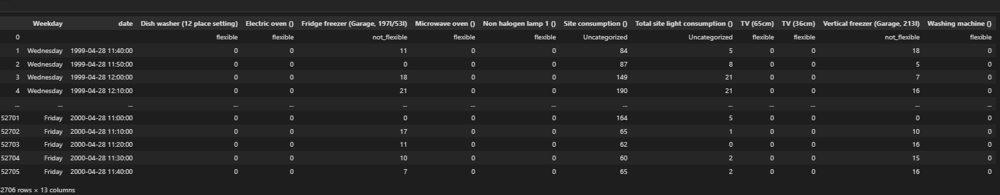 Weekday date Dish washer (12 place setting) Electric oven () Fridge freezer (Garage, 197l/53l) Microwave oven () Non halogen lamp 1 () Site consumption () Total site light consumption () TV (65cm) TV (36cm) Vertical freezer (Garage, 213l) Washing machine ()
0 flexible flexible not_flexible flexible flexible Uncategorized Uncategorized flexible flexible not_flexible flexible
1 Wednesday 1999-04-28 11:40:00 0 0 11 0 0 84 5 0 0 18 0
2 Wednesday 1999-04-28 11:50:00 0 0 0 0 0 87 8 0 0 5 0
3 Wednesday 1999-04-28 12:00:00 0 0 18 0 0 149 21 0 0 7 0
4 Wednesday 1999-04-28 12:10:00 0 0 21 0 0 190 21 0 0 16 0
... ... ... ... ... ... ... ... ... ... ... ... ... ...
52701 Friday 2000-04-28 11:00:00 0 0 0 0 0 164 5 0 0 0 0
52702 Friday 2000-04-28 11:10:00 0 0 17 0 0 65 1 0 0 10 0
52703 Friday 2000-04-28 11:20:00 0 0 11 0 0 62 0 0 0 16 0
52704 Friday 2000-04-28 11:30:00 0 0 10 0 0 60 2 0 0 15 0
52705 Friday 2000-04-28 11:40:00 0 0 7 0 0 65 2 0 0 16 0
2706 rows × 13 columns